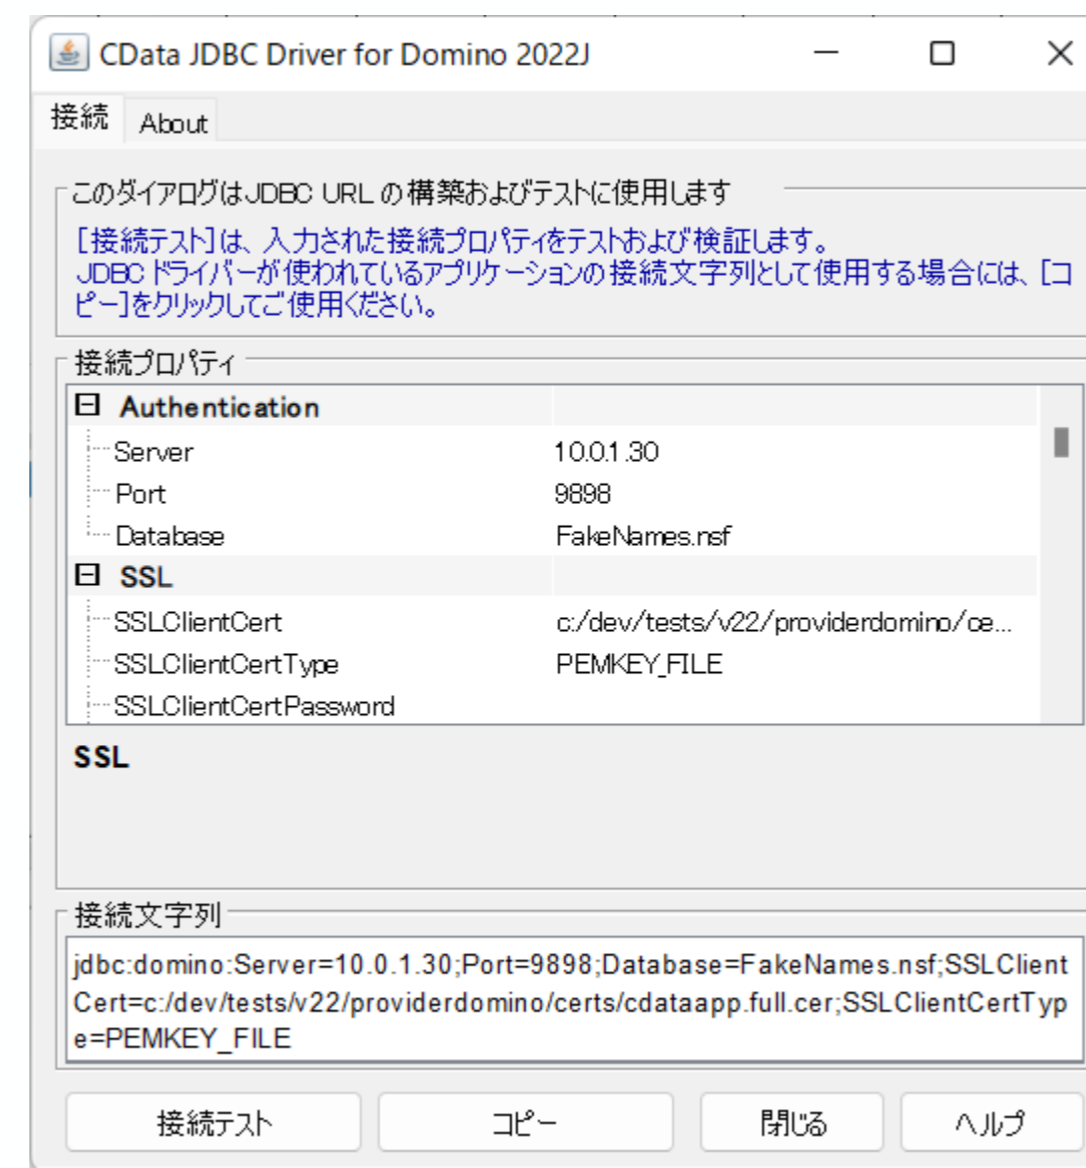 CData JDBC Driver for Domino 2022J
接続 About
このダイアログはJDBC URL の構築およびテストに使用します
[接続テスト]は、入力された接続プロパティをテストおよび検証します。
JDBC ドライバーが使われているアプリケーションの接続文字列として使用する場合には、[コ
ピー]をクリックしてご使用ください。
接続プロパティ
Authentication
Server 10.0.1.30
Port 9898
Database FakeNames.nsf
SSL
SSLClientCert c:/dev/tests/v22/providerdomino/ce...
SSLClientCertType PEMKEY_FILE
SSLClientCertPassword
SSL
接続文字列
jdbc:domino:Server=10.0.1.30;Port=9898;Database=FakeNames.nsf;SSLClient
Cert=c:/dev/tests/v22/providerdomino/certs/cdataapp.full.cer;SSLClientCertTyp
e=PEMKEY_FILE
接続テスト コピー 閉じる ヘルプ